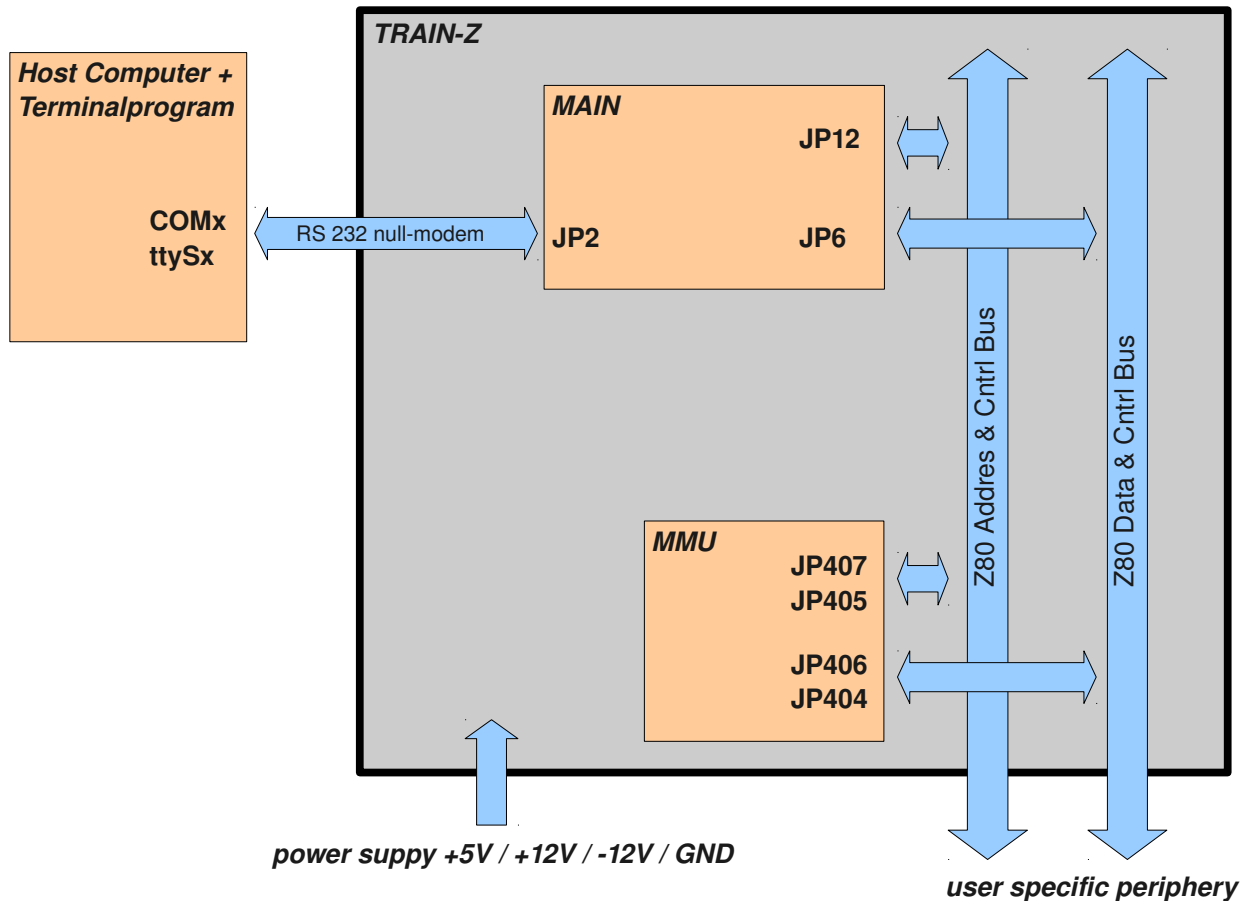 TRAIN-Z
Host Computer +
Terminalprogram
COMx
ttySx
RS 232 null-modem
MAIN
JP12
JP2
JP6
Z80 Addres & Cntrl Bus
Z80 Data & Cntrl Bus
MMU
JP407
JP405
JP406
JP404
power suppy +5V / +12V / -12V / GND
user specific periphery